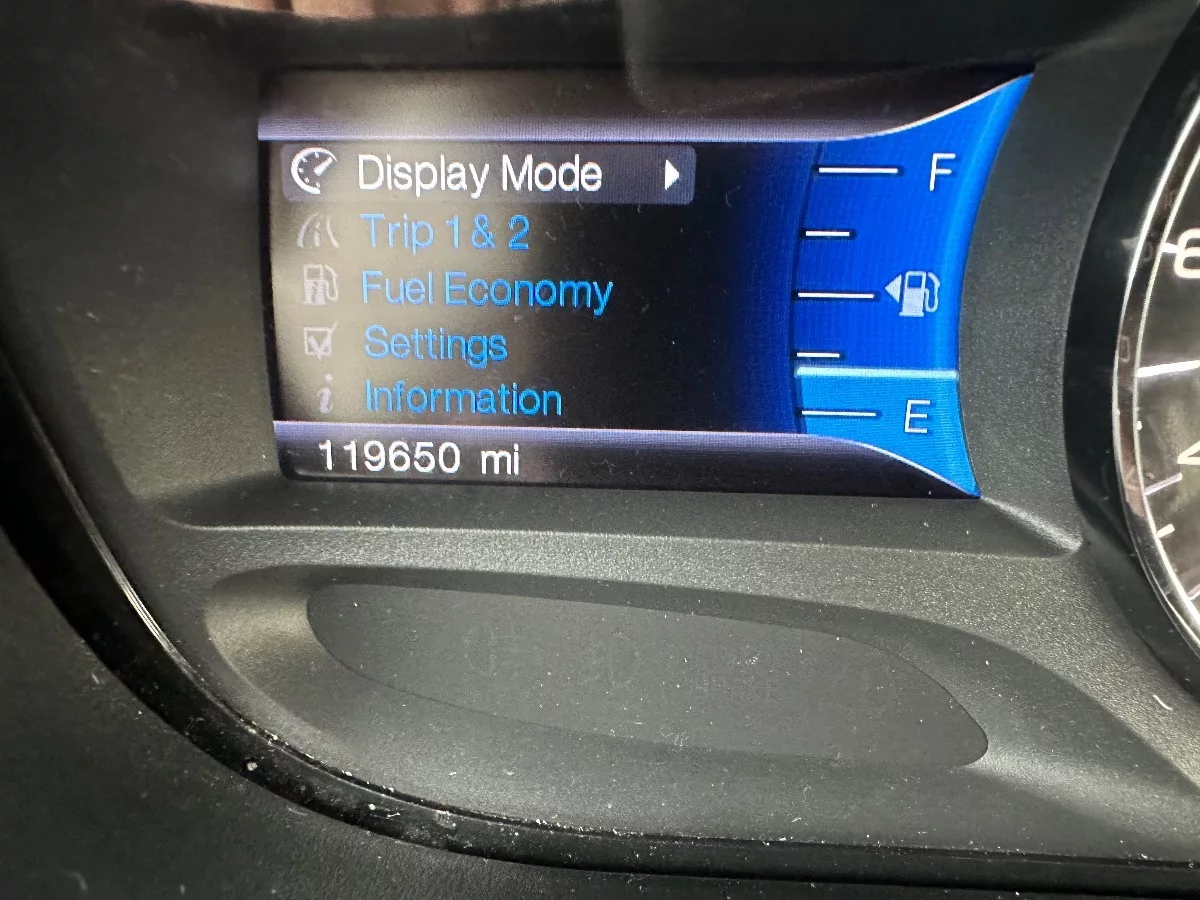 Display Mode
F
Trip 1 & 2
Fuel Economy
Settings
Information
E
119650 mi